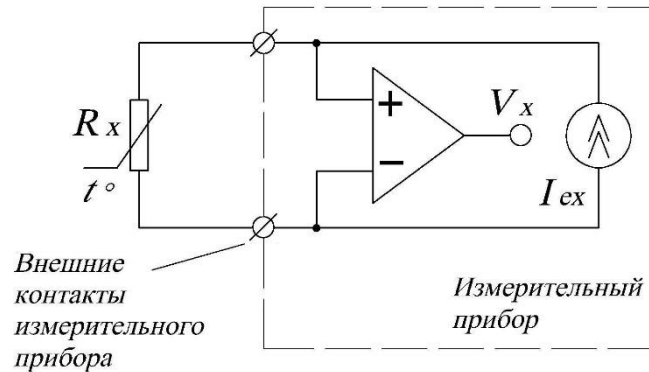 R x
t°
+
−
V x
I ex
Внешние
контакты
измерительного
прибора
Измерительный
прибор